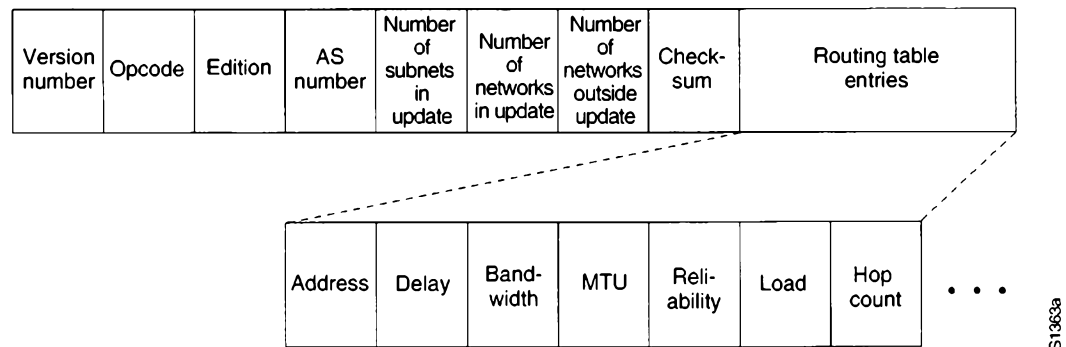 Version
number
Opcode
Edition
AS
number
Number
of
subnets
in
update
Number
of
networks
in update
Number
of
networks
outside
update
Check-
sum
Routing table
entries
Address
Delay
Band-
width
MTU
Reli-
ability
Load
Hop
count
• • •
S1363a